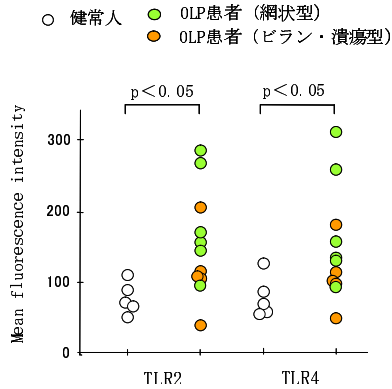 健常人
OLP患者（網状型）
OLP患者（ビラン・潰瘍型）
p＜0.05
p＜0.05
Mean fluorescence intensity
300
200
100
0
TLR2
TLR4